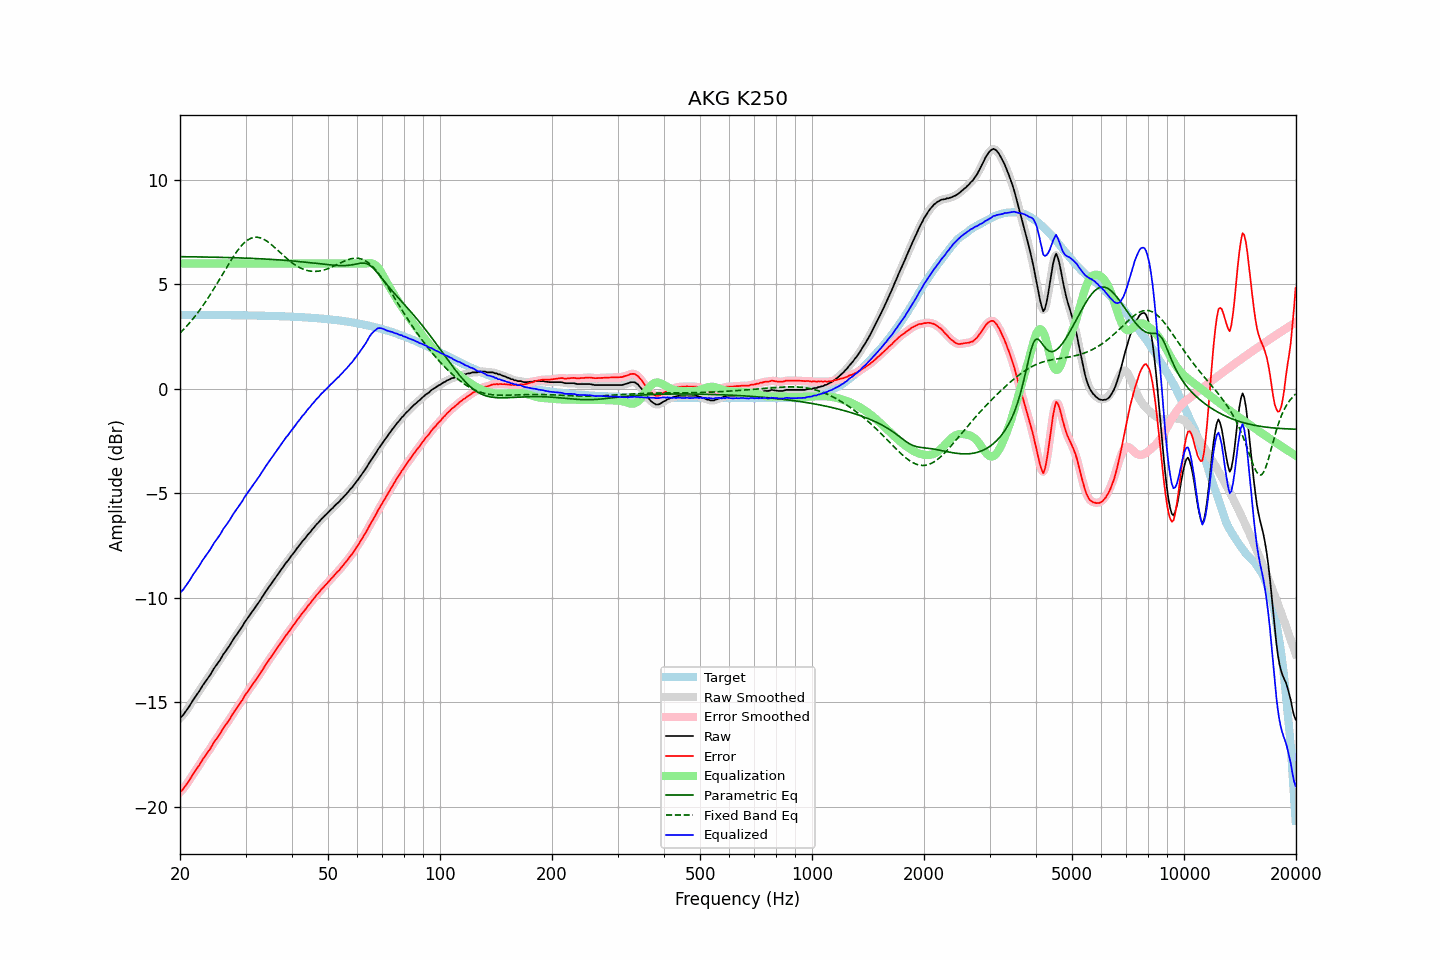 AKG K250
Amplitude (dBr)
10
5
0
−5
−10
−15
−20
Target
Raw Smoothed
Error Smoothed
Raw
Error
Equalization
Parametric Eq
Fixed Band Eq
Equalized
20
50
100
200
500
1000
2000
5000
10000
20000
Frequency (Hz)